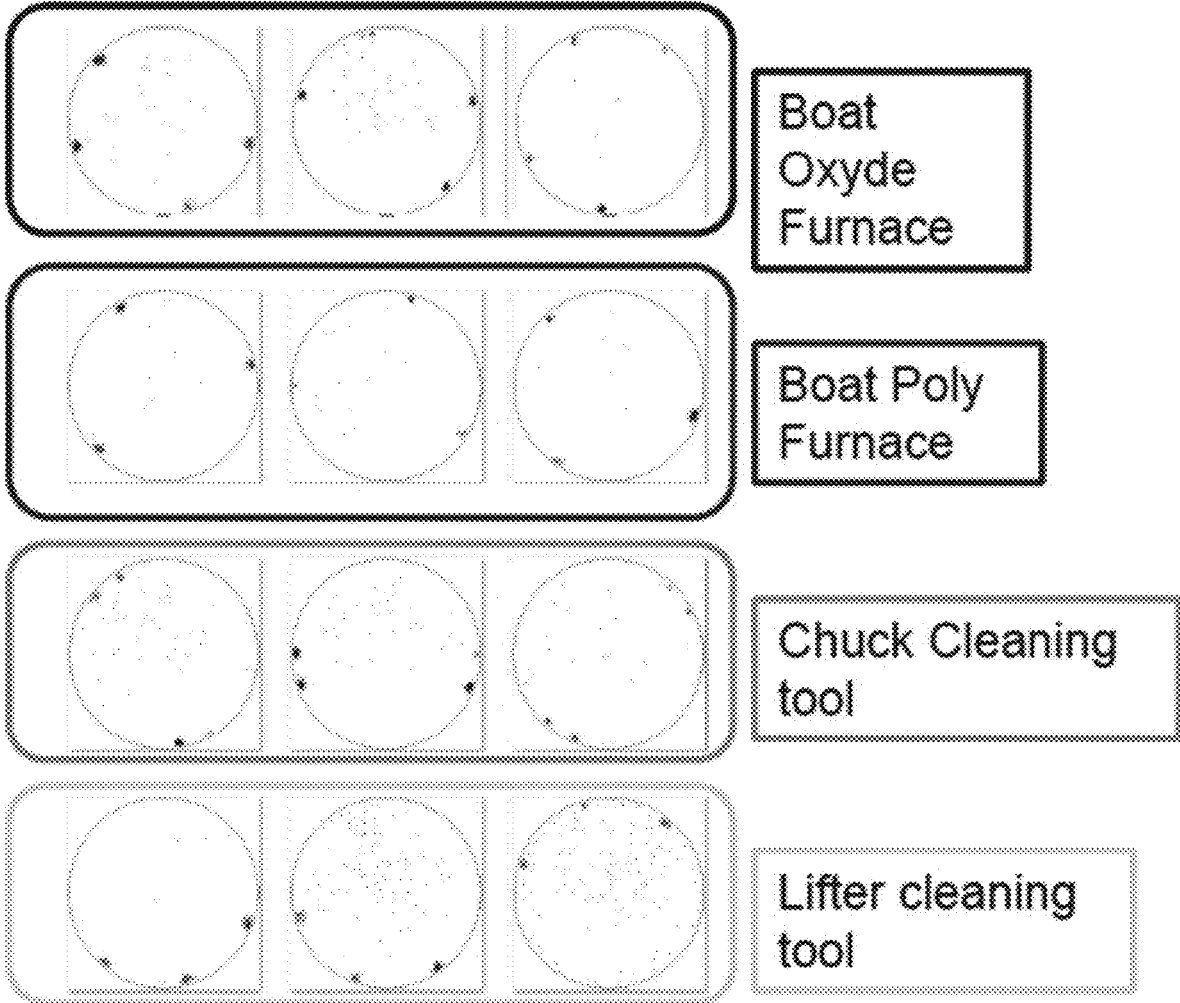 Boat
Oxyde
Furnace
Boat Poly
Furnace
Chuck Cleaning
tool
Lifter cleaning
tool